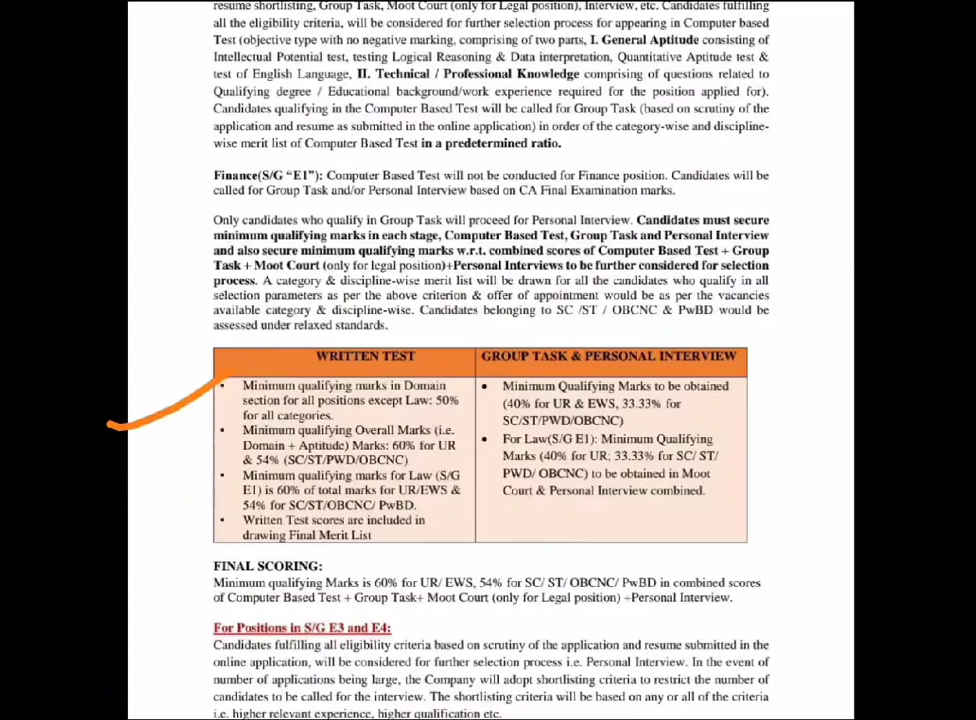 resume shortlisting, Group Task, Moot Court (only for Legal position), Interview, etc. Candidates fulfilling
all the eligibility criteria, will be considered for further selection process for appearing in Computer based
Test (objective type with no negative marking, comprising of two parts, I. General Aptitude consisting of
Intellectual Potential test, testing Logical Reasoning & Data interpretation, Quantitative Aptitude test &
test of English Language, II. Technical / Professional Knowledge comprising of questions related to
Qualifying degree / Educational background/work experience required for the position applied for).
Candidates qualifying in the Computer Based Test will be called for Group Task (based on scrutiny of the
application and resume as submitted in the online application) in order of the category-wise and discipline-
wise merit list of Computer Based Test in a predetermined ratio.
Finance(S/G “E1”): Computer Based Test will not be conducted for Finance position. Candidates will be
called for Group Task and/or Personal Interview based on CA Final Examination marks.
Only candidates who qualify in Group Task will proceed for Personal Interview. Candidates must secure
minimum qualifying marks in each stage, Computer Based Test, Group Task and Personal Interview
and also secure minimum qualifying marks w.r.t. combined scores of Computer Based Test + Group
Task + Moot Court (only for legal position)+Personal Interviews to be further considered for selection
process. A category & discipline-wise merit list will be drawn for all the candidates who qualify in all
selection parameters as per the above criterion & offer of appointment would be as per the vacancies
available category & discipline-wise. Candidates belonging to SC /ST / OBCNC & PwBD would be
assessed under relaxed standards.
WRITTEN TEST
• Minimum qualifying marks in Domain
section for all positions except Law: 50%
for all categories.
• Minimum qualifying Overall Marks (i.e.
Domain + Aptitude) Marks: 60% for UR
& 54% (SC/ST/PWD/OBCNC)
• Minimum qualifying marks for Law (S/G
E1) is 60% of total marks for UR/EWS &
54% for SC/ST/OBCNC/ PwBD.
• Written Test scores are included in
drawing Final Merit List
GROUP TASK & PERSONAL INTERVIEW
• Minimum Qualifying Marks to be obtained
(40% for UR & EWS, 33.33% for
SC/ST/PWD/OBCNC)
• For Law(S/G E1): Minimum Qualifying
Marks (40% for UR; 33.33% for SC/ ST/
PWD/ OBCNC) to be obtained in Moot
Court & Personal Interview combined.
FINAL SCORING:
Minimum qualifying Marks is 60% for UR/ EWS, 54% for SC/ ST/ OBCNC/ PwBD in combined scores
of Computer Based Test + Group Task+ Moot Court (only for Legal position) +Personal Interview.
For Positions in S/G E3 and E4:
Candidates fulfilling all eligibility criteria based on scrutiny of the application and resume submitted in the
online application, will be considered for further selection process i.e. Personal Interview. In the event of
number of applications being large, the Company will adopt shortlisting criteria to restrict the number of
candidates to be called for the interview. The shortlisting criteria will be based on any or all of the criteria
i.e. higher relevant experience, higher qualification etc.